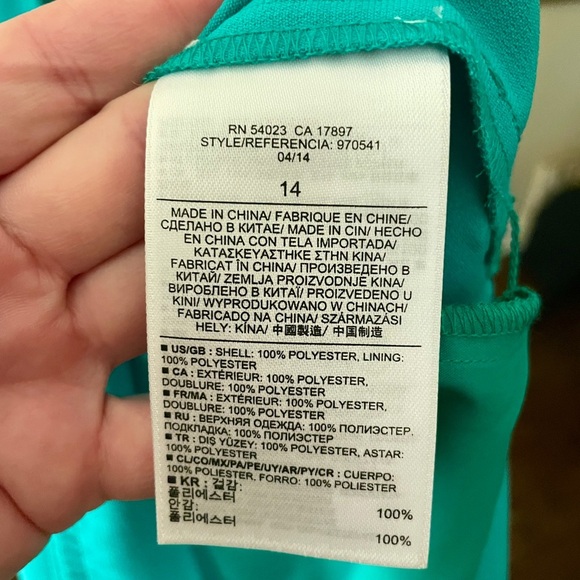 RN 54023 CA 17897
STYLE/REFERENCIA: 970541
04/14
14
MADE IN CHINA/ FABRIQUE EN CHINE/
СДЕЛАНО В КИТАЕ/ MADE IN CIN/ HECHO
EN CHINA CON TELA IMPORTADA/
ΚΑΤΑΣΚΕΥΑΣΤΗΚΕ ΣΤΗΝ ΚΙΝΑ/
FABRICAT ÎN CHINA/ ПРОИЗВЕДЕНО В
КИТАЙ/ ZEMLJA PROIZVODNJE KINA/
ВИРОБЛЕНО В КИТАЇ/ PROIZVEDENO U
KINI/ WYPRODUKOWANO W CHINACH/
FABRICADO NA CHINA/ SZÁRMAZÁSI
HELY: KÍNA/ 中國製造/ 中国制造
■ US/GB : SHELL: 100% POLYESTER, LINING:
100% POLYESTER
■ CA : EXTÉRIEUR: 100% POLYESTER,
DOUBLURE: 100% POLYESTER
■ FR/MA : EXTÉRIEUR: 100% POLYESTER,
DOUBLURE: 100% POLYESTER
■ RU : ВЕРХНЯЯ ОДЕЖДА: 100% ПОЛИЭСТЕР.
ПОДКЛАДКА: 100% ПОЛИЭСТЕР
■ TR : DIŞ YÜZEY: 100% POLYESTER, ASTAR:
100% POLYESTER
■ CL/CO/MX/PA/PE/UY/AR/PY/CR : CUERPO:
100% POLIESTER, FORRO: 100% POLIESTER
■ KR : 겉감:
폴리에스터 100%
안감:
폴리에스터 100%